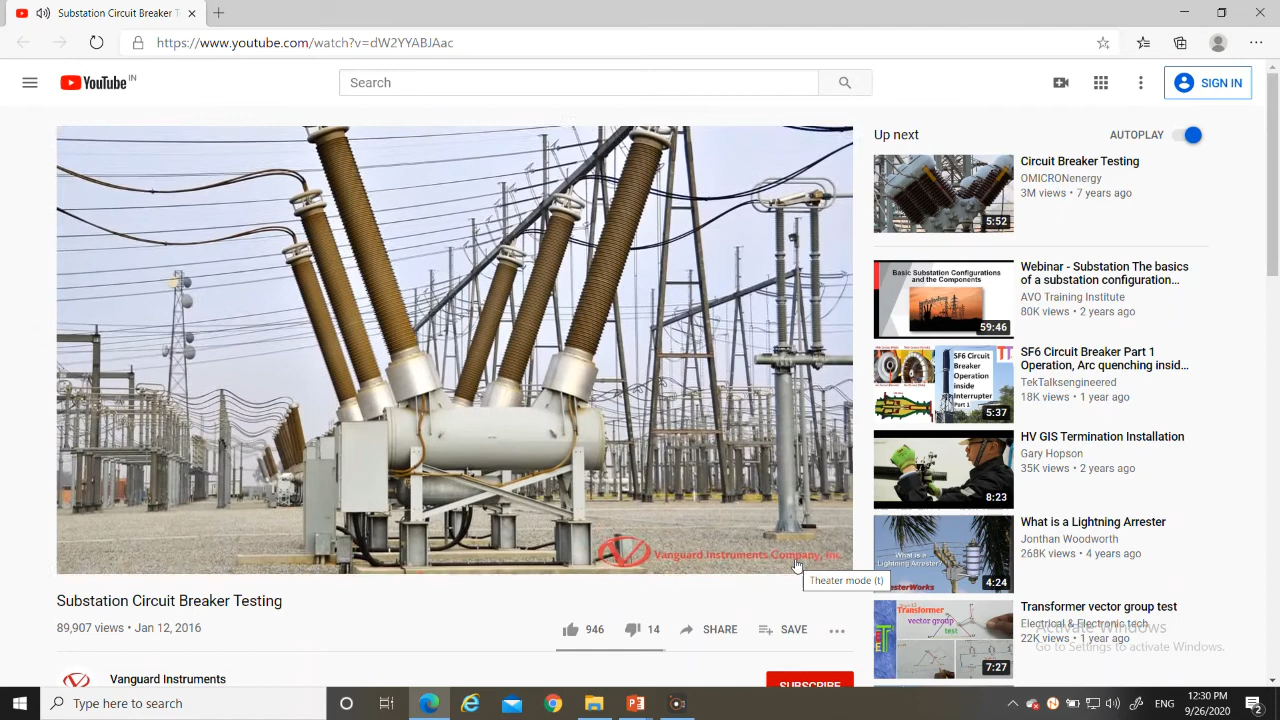 Substation Circuit Breaker T
https://www.youtube.com/watch?v=dW2YYABJAac
YouTube IN
Search
SIGN IN
Up next
AUTOPLAY
Circuit Breaker Testing
OMICRONenergy
3M views • 7 years ago
5:52
Basic Substation Configurations
and the Components
59:46
Webinar - Substation The basics
of a substation configuration...
AVO Training Institute
80K views • 2 years ago
SF6 Circuit
Breaker
Operation
inside
Interrupter
Part 1
5:37
SF6 Circuit Breaker Part 1
Operation, Arc quenching insid...
TekTalksengineered
18K views • 1 year ago
HV GIS Termination Installation
Gary Hopson
35K views • 2 years ago
8:23
What is a
Lightning Arrester?
4:24
What is a Lightning Arrester
Jonthan Woodworth
268K views • 4 years ago
Transformer
vector group
test
7:27
Transformer vector group test
Electrical & Electronic tech
22K views • 1 year ago
Activate Windows
Go to Settings to activate Windows.
Vanguard Instruments Company, Inc.
Theater mode (t)
Substation Circuit Breaker Testing
89,907 views • Jan 12, 2016
946
14
SHARE
SAVE
Vanguard Instruments
SUBSCRIBE
Type here to search
ENG
12:30 PM
9/26/2020
2